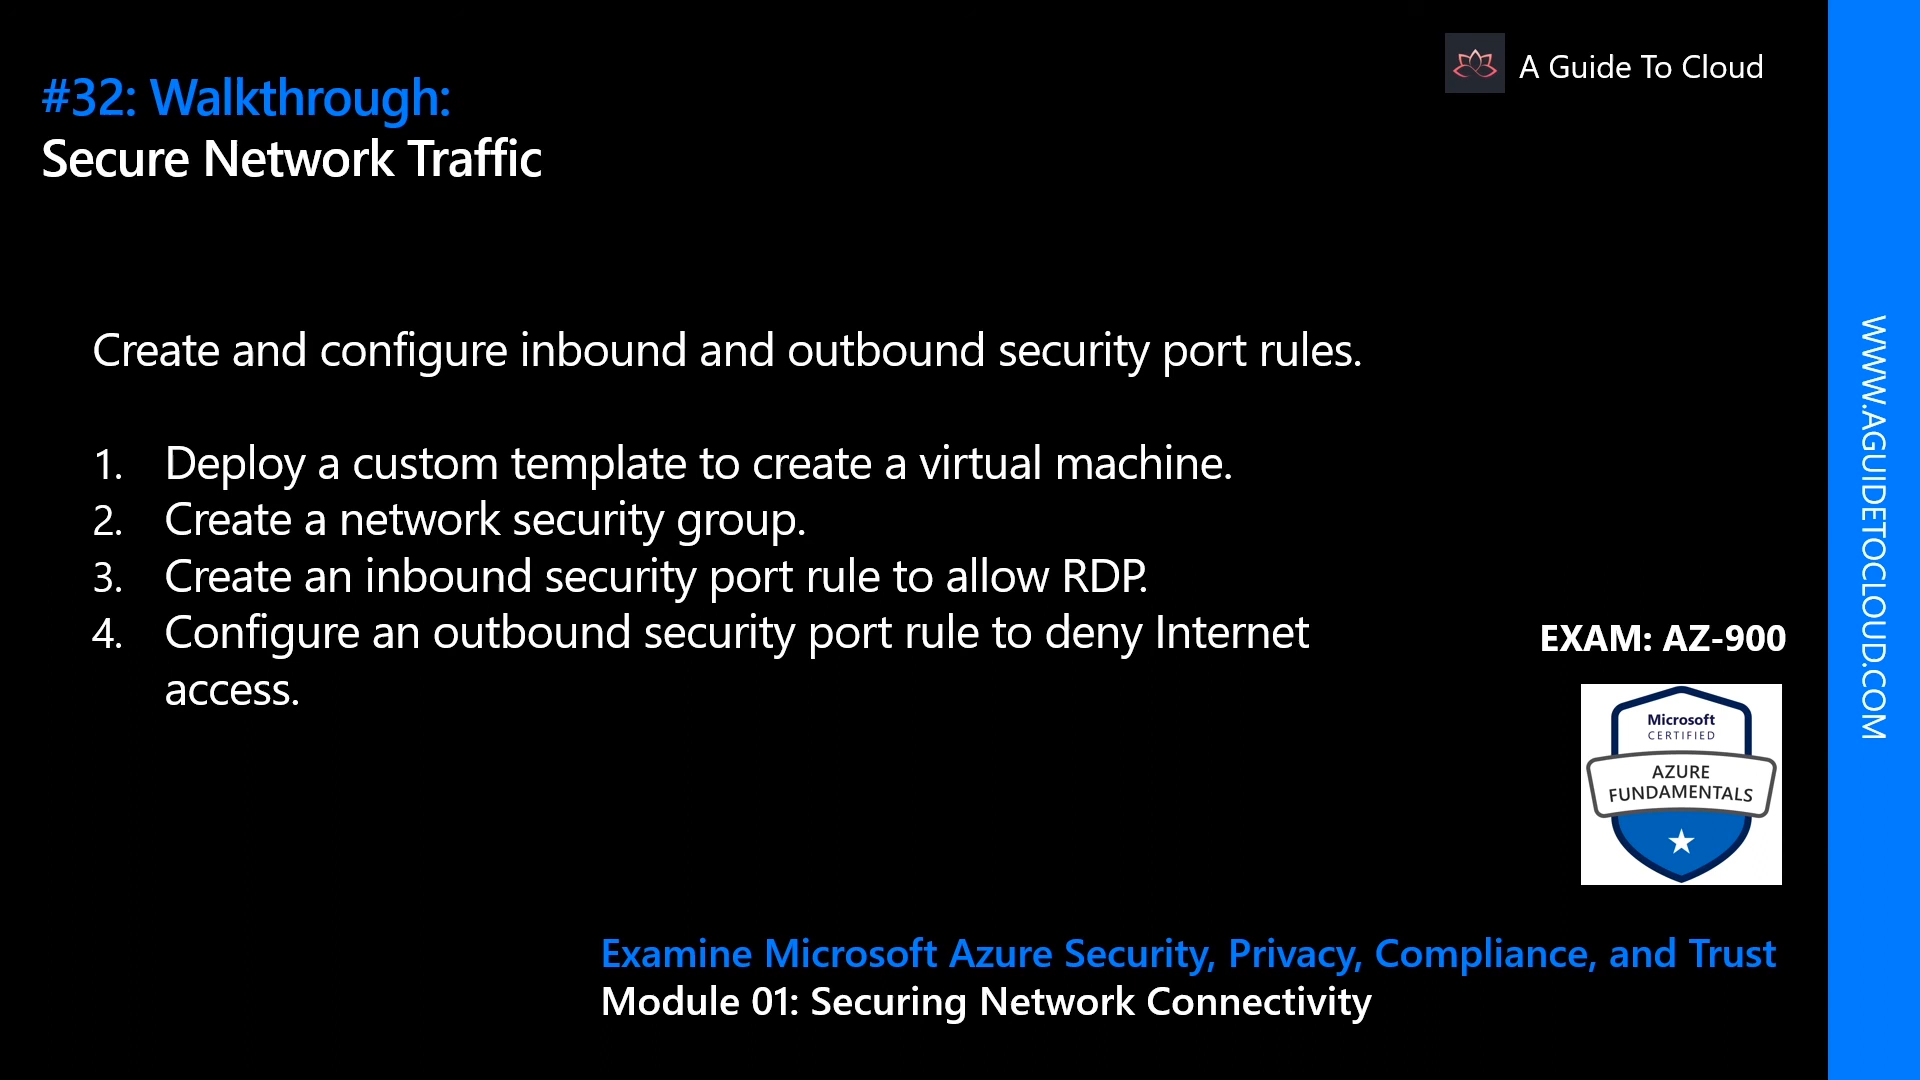 #32: Walkthrough:
Secure Network Traffic
A Guide To Cloud
Create and configure inbound and outbound security port rules.
1. Deploy a custom template to create a virtual machine.
2. Create a network security group.
3. Create an inbound security port rule to allow RDP.
4. Configure an outbound security port rule to deny Internet
access.
EXAM: AZ-900
Microsoft
CERTIFIED
AZURE
FUNDAMENTALS
Examine Microsoft Azure Security, Privacy, Compliance, and Trust
Module 01: Securing Network Connectivity
WWW.AGUIDETOCLOUD.COM